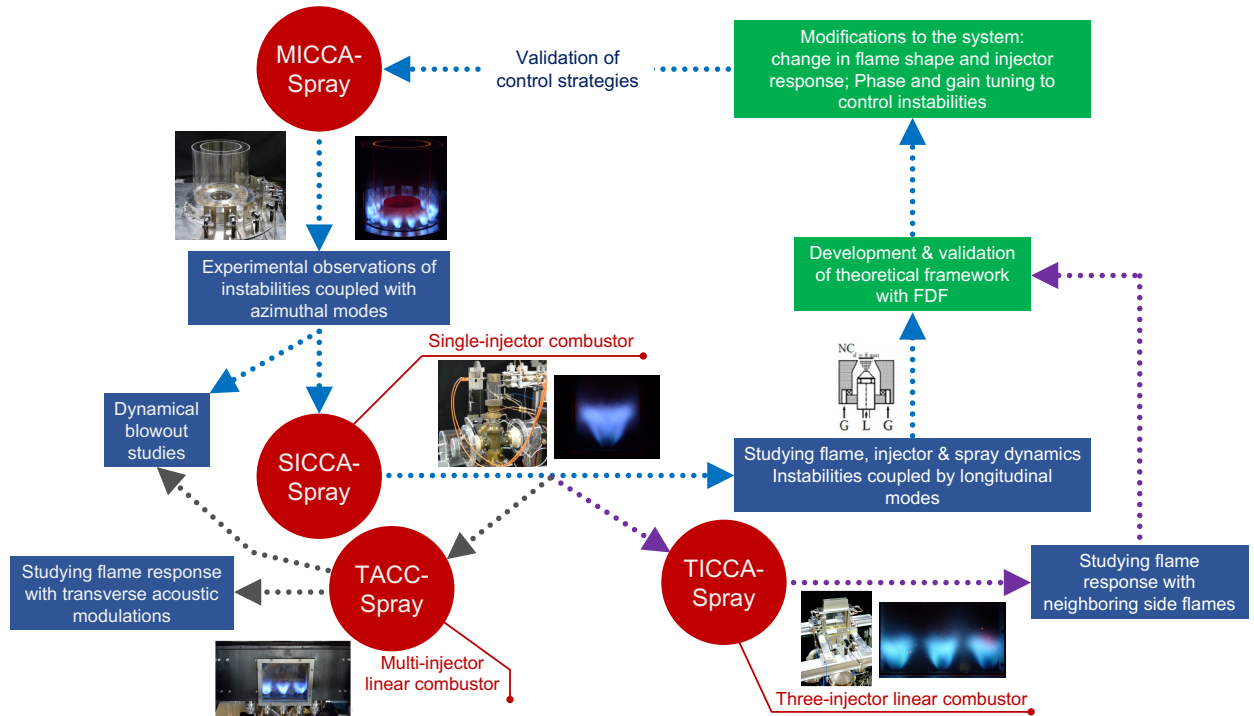 MICCA-
Spray
Validation of
control strategies
Modifications to the system:
change in flame shape and injector
response; Phase and gain tuning to
control instabilities
Experimental observations of
instabilities coupled with
azimuthal modes
Development & validation
of theoretical framework
with FDF
Single-injector combustor
NC
G L G
Dynamical
blowout
studies
SICCA-
Spray
Studying flame, injector & spray dynamics
Instabilities coupled by longitudinal
modes
TACC-
Spray
TICCA-
Spray
Studying flame response
with transverse acoustic
modulations
Studying flame
response with
neighboring side flames
Multi-injector
linear combustor
Three-injector linear combustor